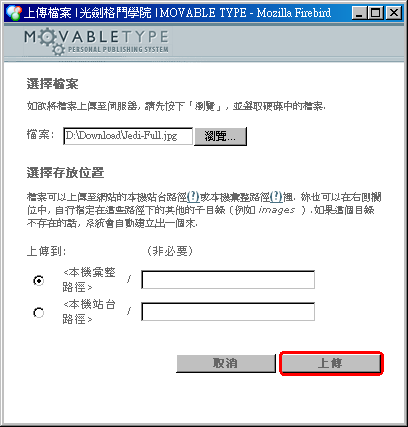 上傳檔案 | 光劍格鬥學院 | MOVABLE TYPE - Mozilla Firebird
MOVABLETYPE
PERSONAL PUBLISHING SYSTEM
選擇檔案
如欲將檔案上傳至伺服器, 請先按下「瀏覽」, 並選取硬碟中的檔案.
檔案: D:\Download\Jedi-Full.jpg 瀏覽...
選擇存放位置
檔案可以上傳至網站的本機站台路徑(?)或本機彙整路徑(?)裡. 妳也可以在右側欄
位中, 自行指定在這些路徑下的其他的子目錄 (例如 images ) .如果這個目錄
不存在的話, 系統會自動建立出一個來.
上傳到: (非必要)
<本機彙整 /
路徑>
<本機站台 /
路徑>
取消 上傳